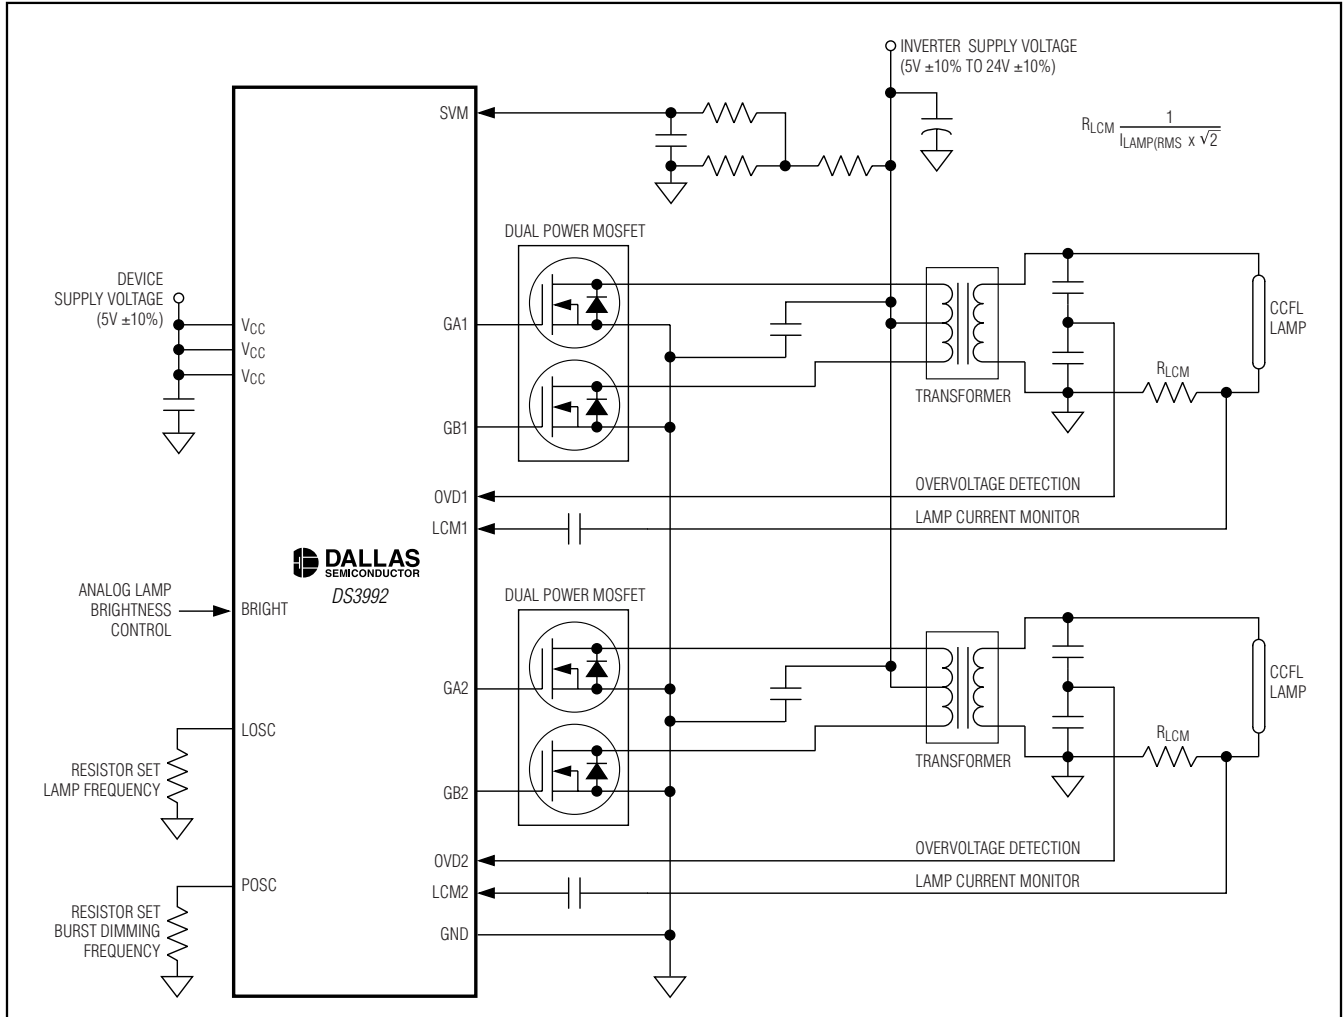 INVERTER SUPPLY VOLTAGE
(5V ±10% TO 24V ±10%)
SVM
RLCM 1
ILAMP(RMS x √2
DUAL POWER MOSFET
DEVICE
SUPPLY VOLTAGE
(5V ±10%)
VCC
VCC
VCC
GA1
GB1
TRANSFORMER
RLCM
CCFL
LAMP
OVD1
OVERVOLTAGE DETECTION
LCM1
LAMP CURRENT MONITOR
DALLAS
SEMICONDUCTOR
DS3992
ANALOG LAMP
BRIGHTNESS
CONTROL
BRIGHT
DUAL POWER MOSFET
GA2
GB2
TRANSFORMER
RLCM
CCFL
LAMP
LOSC
RESISTOR SET
LAMP FREQUENCY
OVD2
OVERVOLTAGE DETECTION
LCM2
LAMP CURRENT MONITOR
POSC
RESISTOR SET
BURST DIMMING
FREQUENCY
GND